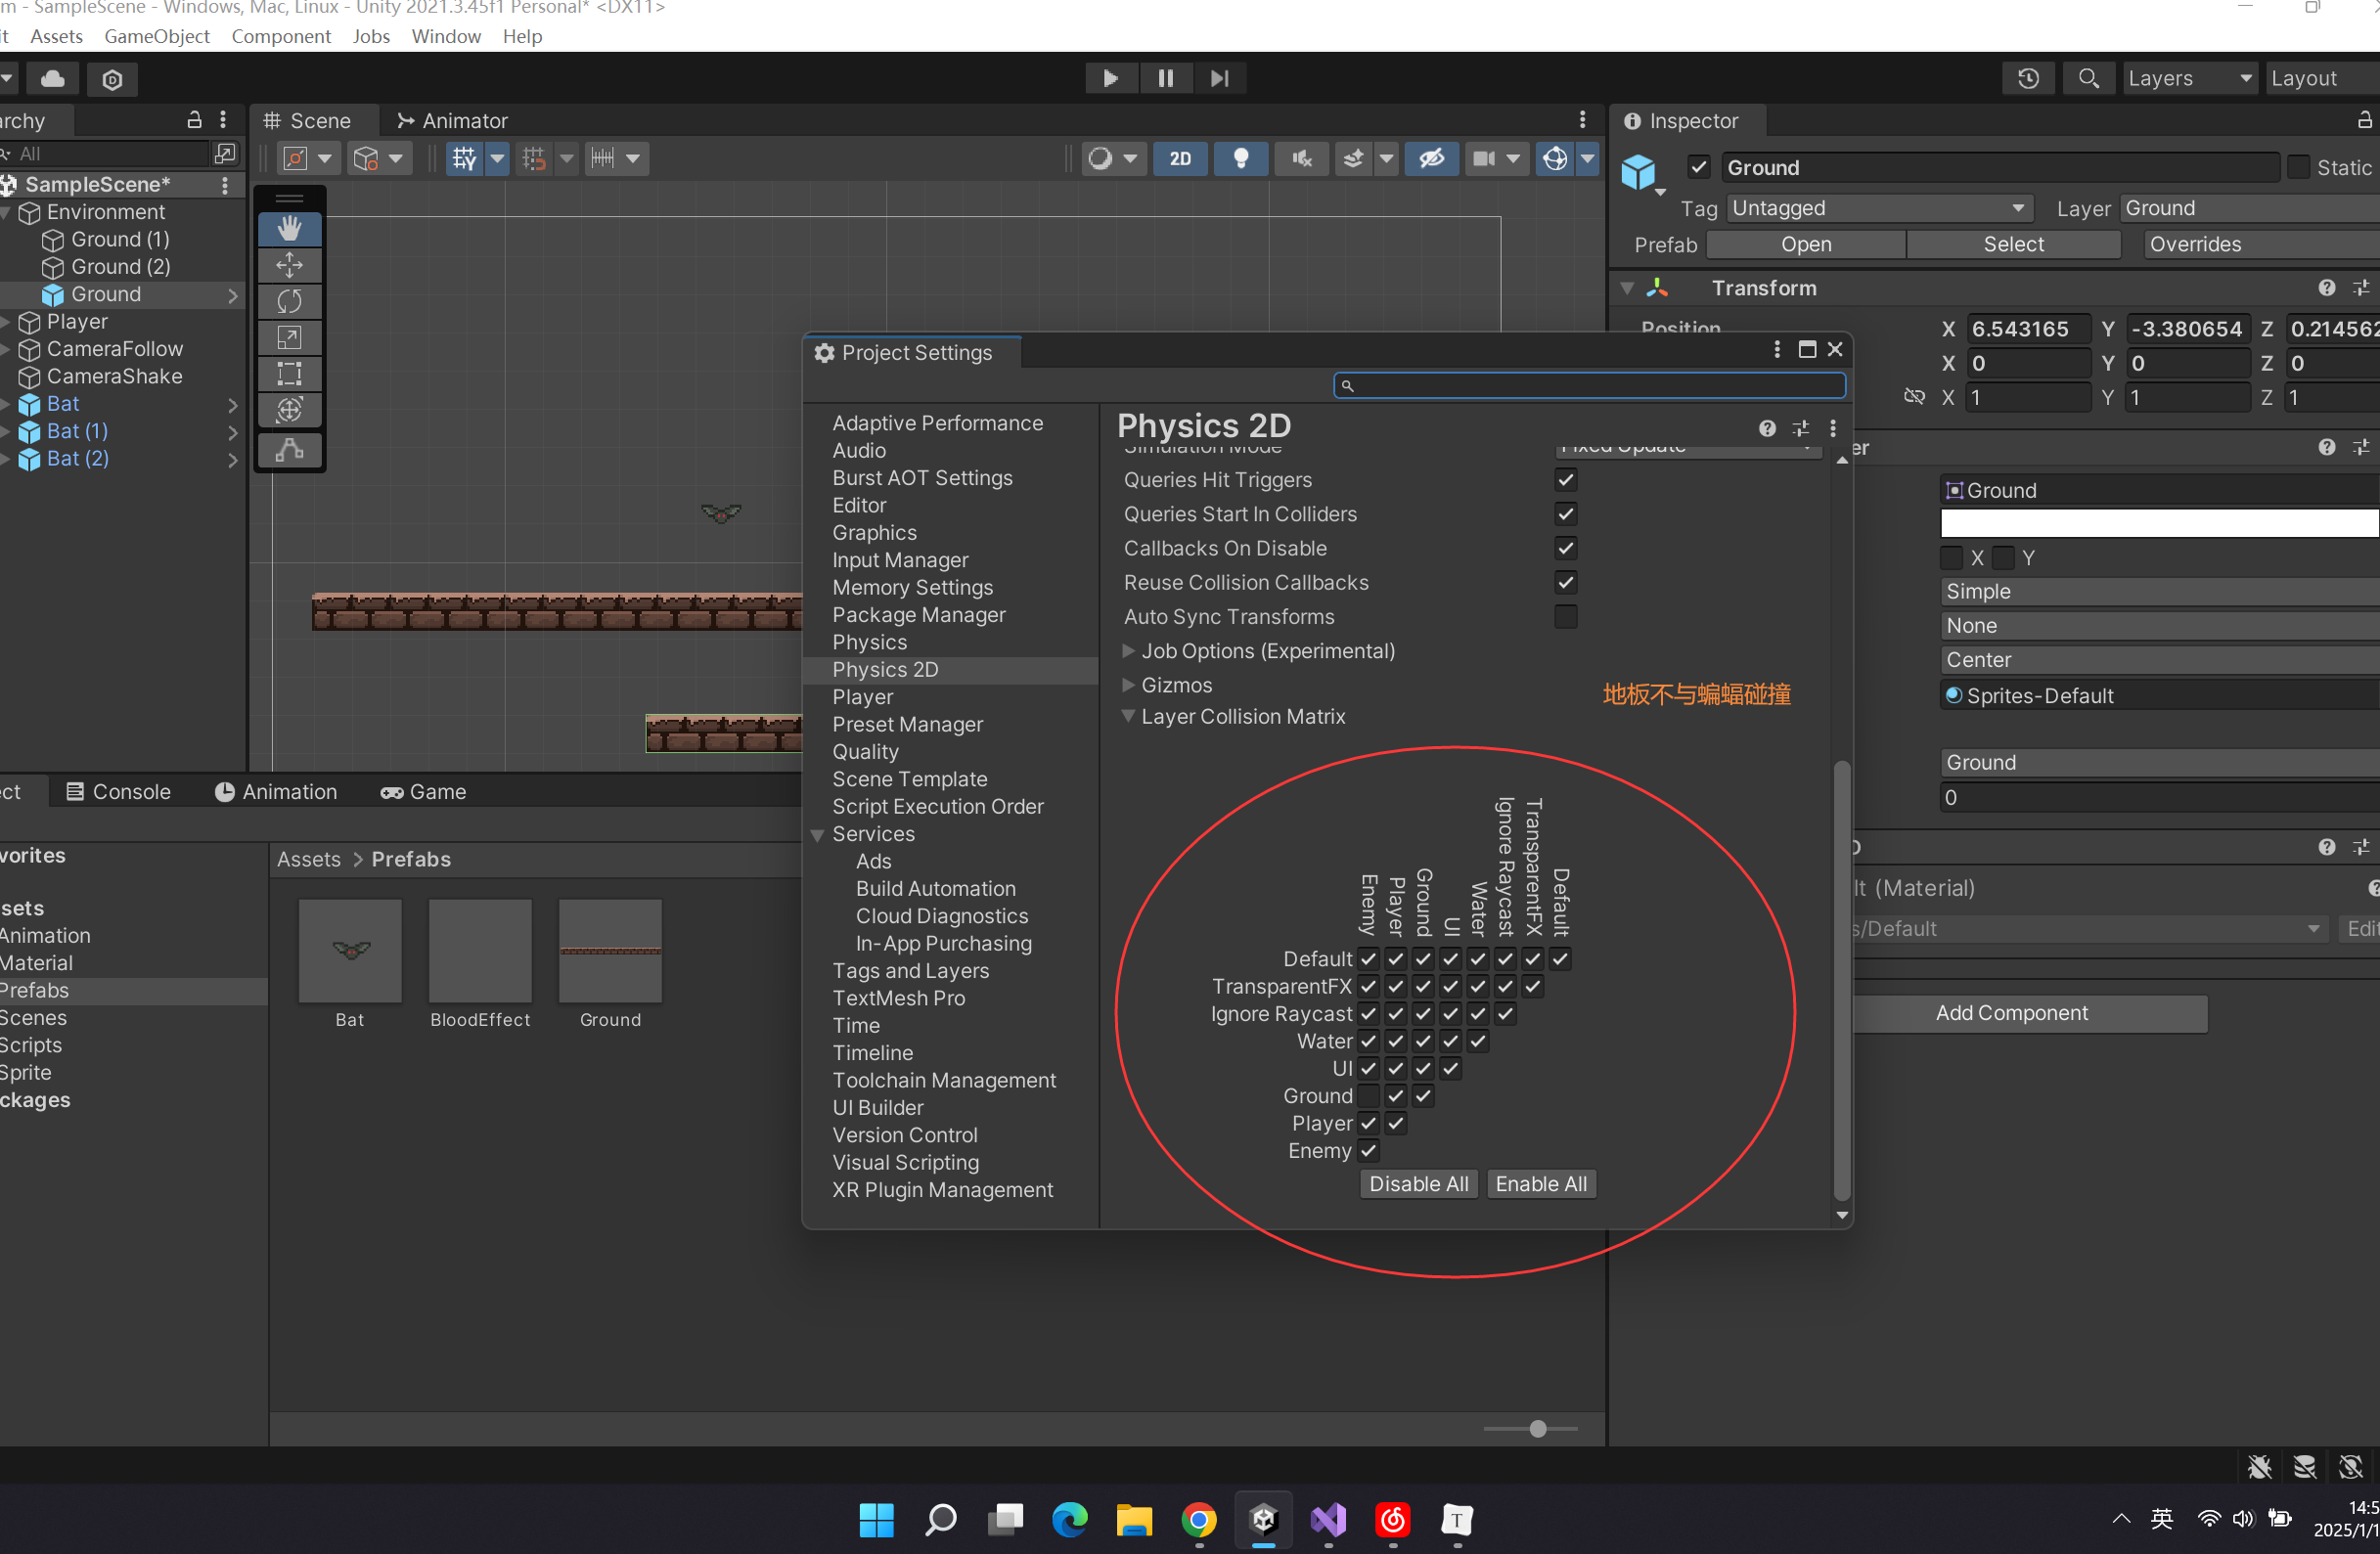 m - SampleScene - Windows, Mac, Linux - Unity 2021.3.45f1 Personal* <DX11>
it Assets GameObject Component Jobs Window Help
Layers Layout
archy
All
SampleScene*
Environment
Ground (1)
Ground (2)
Ground
Player
CameraFollow
CameraShake
Bat
Bat (1)
Bat (2)
Scene Animator
2D
Inspector
Ground Static
Tag Untagged Layer Ground
Prefab Open Select Overrides
Transform
Position X 6.543165 Y -3.380654 Z 0.214562
X 0 Y 0 Z 0
X 1 Y 1 Z 1
er
Ground
X Y
Simple
None
Center
Sprites-Default
Ground
0
D
lt (Material)
s/Default Edit
Add Component
Project Settings
Adaptive Performance
Audio
Burst AOT Settings
Editor
Graphics
Input Manager
Memory Settings
Package Manager
Physics
Physics 2D
Player
Preset Manager
Quality
Scene Template
Script Execution Order
Services
Ads
Build Automation
Cloud Diagnostics
In-App Purchasing
Tags and Layers
TextMesh Pro
Time
Timeline
Toolchain Management
UI Builder
Version Control
Visual Scripting
XR Plugin Management
Physics 2D
Simulation Mode Fixed Update
Queries Hit Triggers
Queries Start In Colliders
Callbacks On Disable
Reuse Collision Callbacks
Auto Sync Transforms
Job Options (Experimental)
Gizmos
地板不与蝙蝠碰撞
Layer Collision Matrix
Enemy Player Ground UI Water Ignore Raycast TransparentFX Default
Default
TransparentFX
Ignore Raycast
Water
UI
Ground
Player
Enemy
Disable All Enable All
ect Console Animation Game
vorites
sets
Animation
Material
Prefabs
Scenes
Scripts
Sprite
ckages
Assets > Prefabs
Bat BloodEffect Ground
英
14:5
2025/1/1